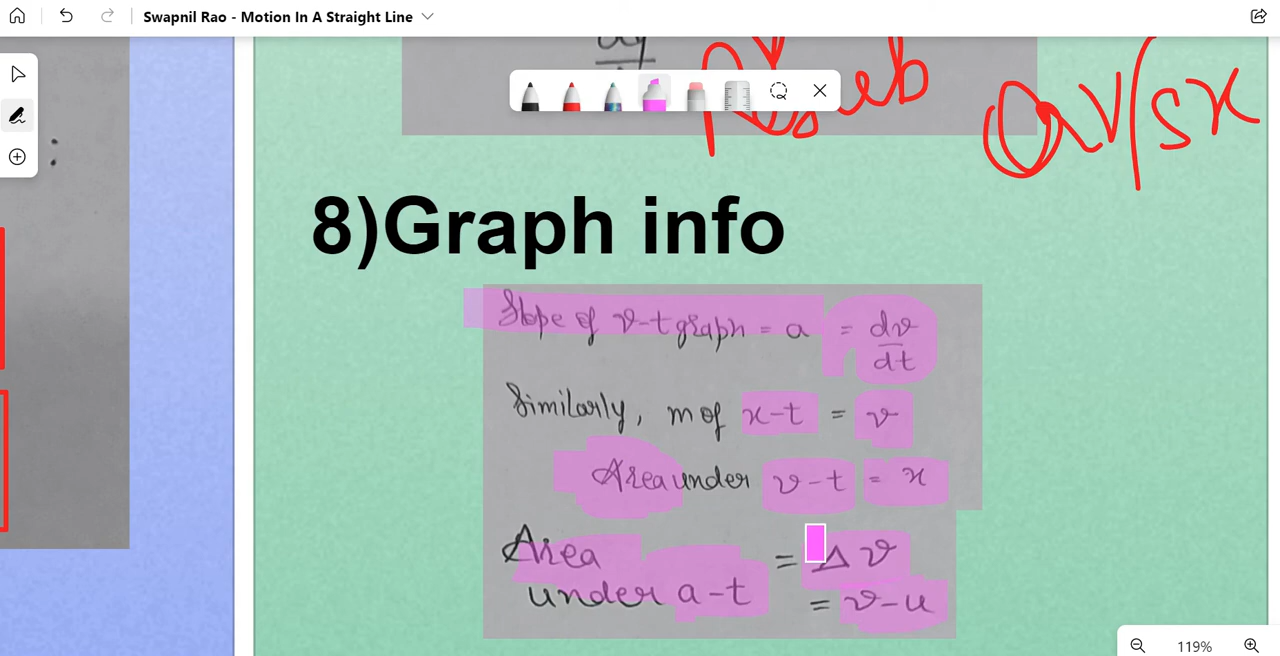 Swapnil Rao - Motion In A Straight Line
8)Graph info
Slope of v-t graph = a = dv/dt
Similarly, m of x-t = v
Area under v-t = x
Area under a-t = Δv
= v-u
119%